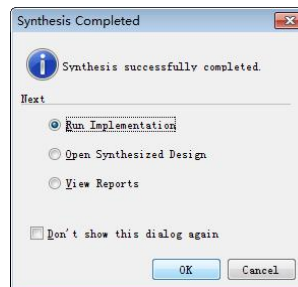 Synthesis Completed
Synthesis successfully completed.
Next
Run Implementation
Open Synthesized Design
View Reports
Don't show this dialog again
OK
Cancel